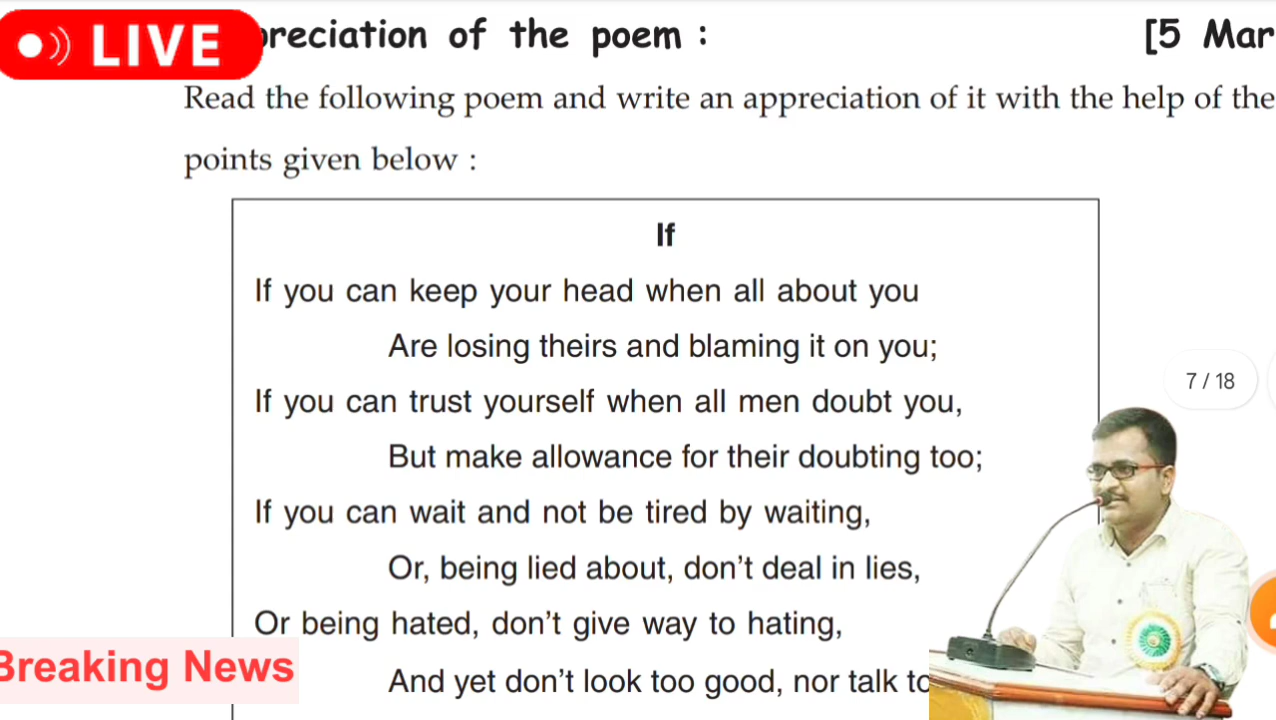 LIVE
preciation of the poem :
[5 Mar
Read the following poem and write an appreciation of it with the help of the
points given below :
If
If you can keep your head when all about you
Are losing theirs and blaming it on you;
If you can trust yourself when all men doubt you,
But make allowance for their doubting too;
7 / 18
If you can wait and not be tired by waiting,
Or, being lied about, don't deal in lies,
Or being hated, don't give way to hating,
Breaking News
And yet don't look too good, nor talk to